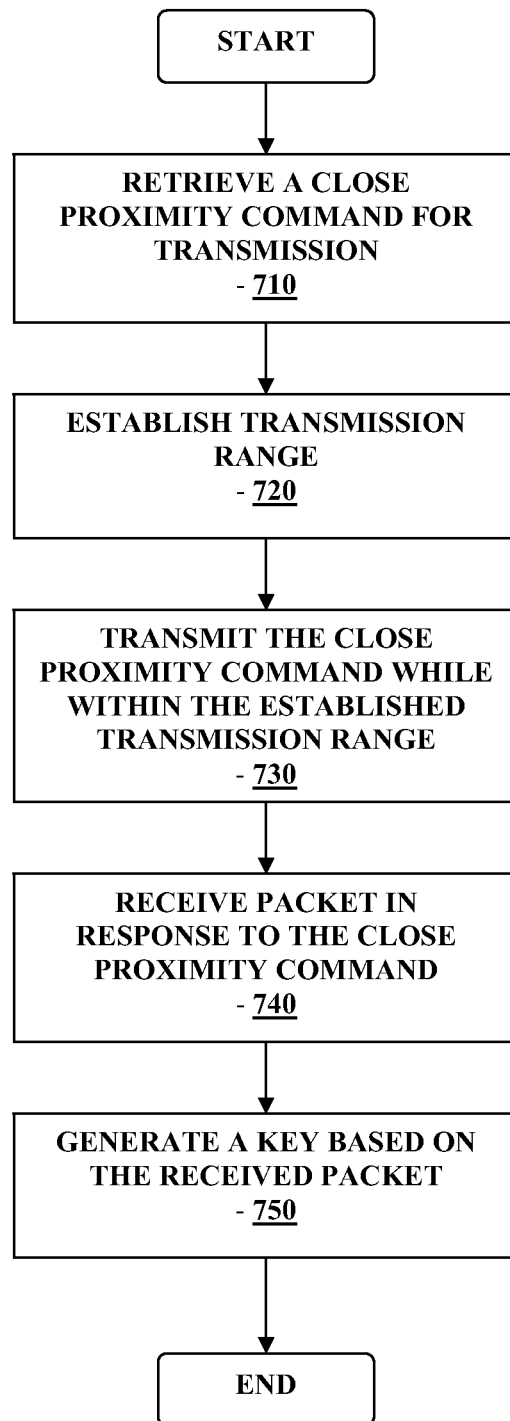 START
RETRIEVE A CLOSE
PROXIMITY COMMAND FOR
TRANSMISSION
- 710
ESTABLISH TRANSMISSION
RANGE
- 720
TRANSMIT THE CLOSE
PROXIMITY COMMAND WHILE
WITHIN THE ESTABLISHED
TRANSMISSION RANGE
- 730
RECEIVE PACKET IN
RESPONSE TO THE CLOSE
PROXIMITY COMMAND
- 740
GENERATE A KEY BASED ON
THE RECEIVED PACKET
- 750
END